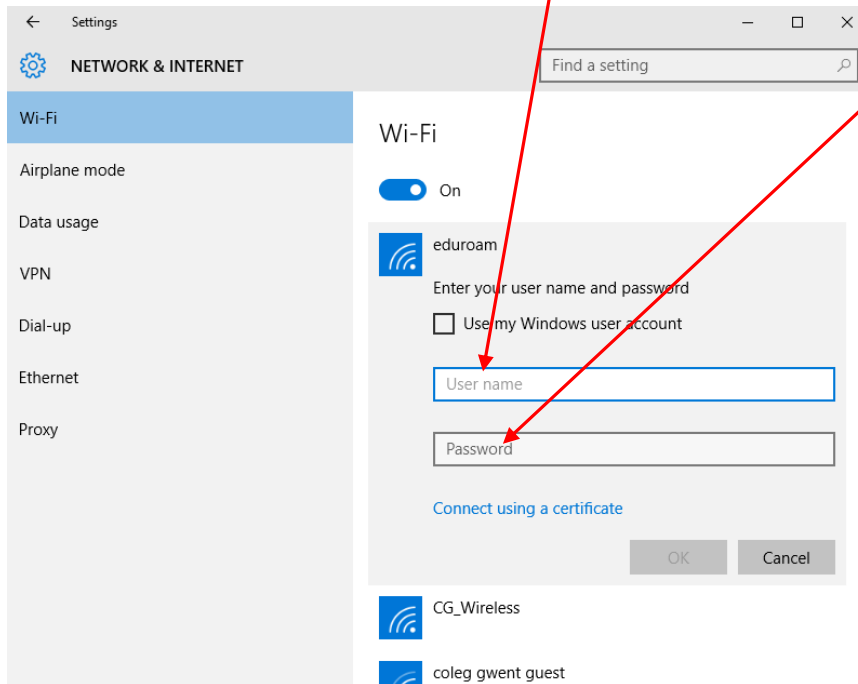 Settings
NETWORK & INTERNET
Find a setting
Wi-Fi
Airplane mode
Data usage
VPN
Dial-up
Ethernet
Proxy
Wi-Fi
On
eduroam
Enter your user name and password
Use my Windows user account
User name
Password
Connect using a certificate
OK
Cancel
CG_Wireless
coleg gwent guest